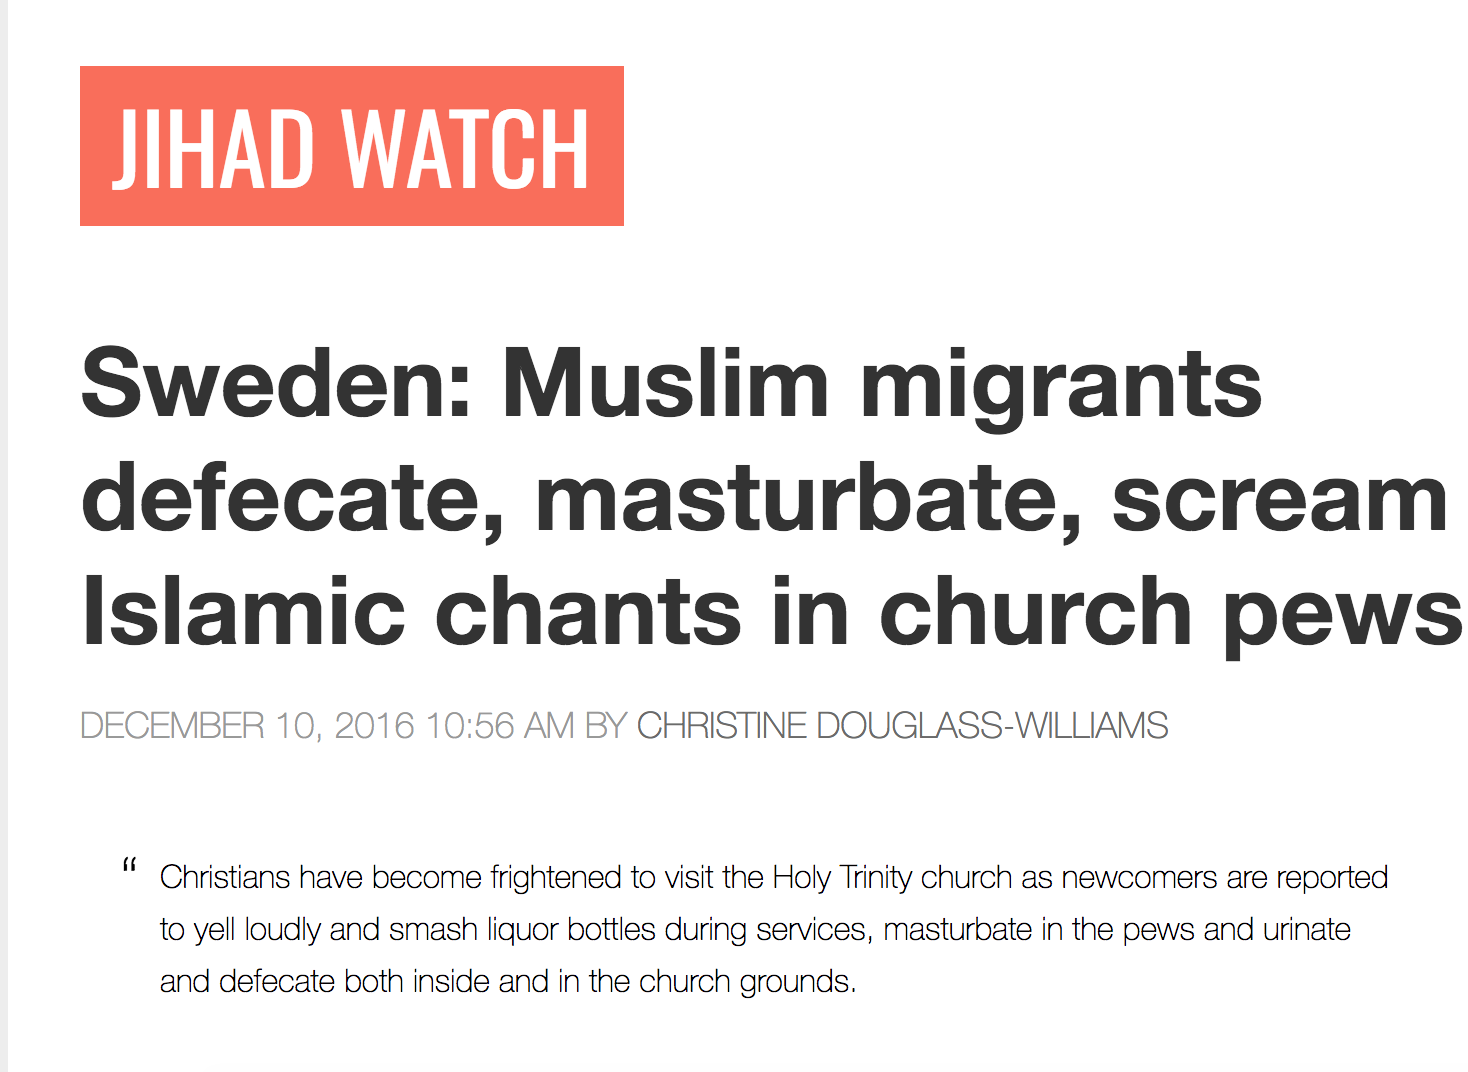 JIHAD WATCH
Sweden: Muslim migrants
defecate, masturbate, scream
Islamic chants in church pews
DECEMBER 10, 2016 10:56 AM BY CHRISTINE DOUGLASS-WILLIAMS
“ Christians have become frightened to visit the Holy Trinity church as newcomers are reported
to yell loudly and smash liquor bottles during services, masturbate in the pews and urinate
and defecate both inside and in the church grounds.